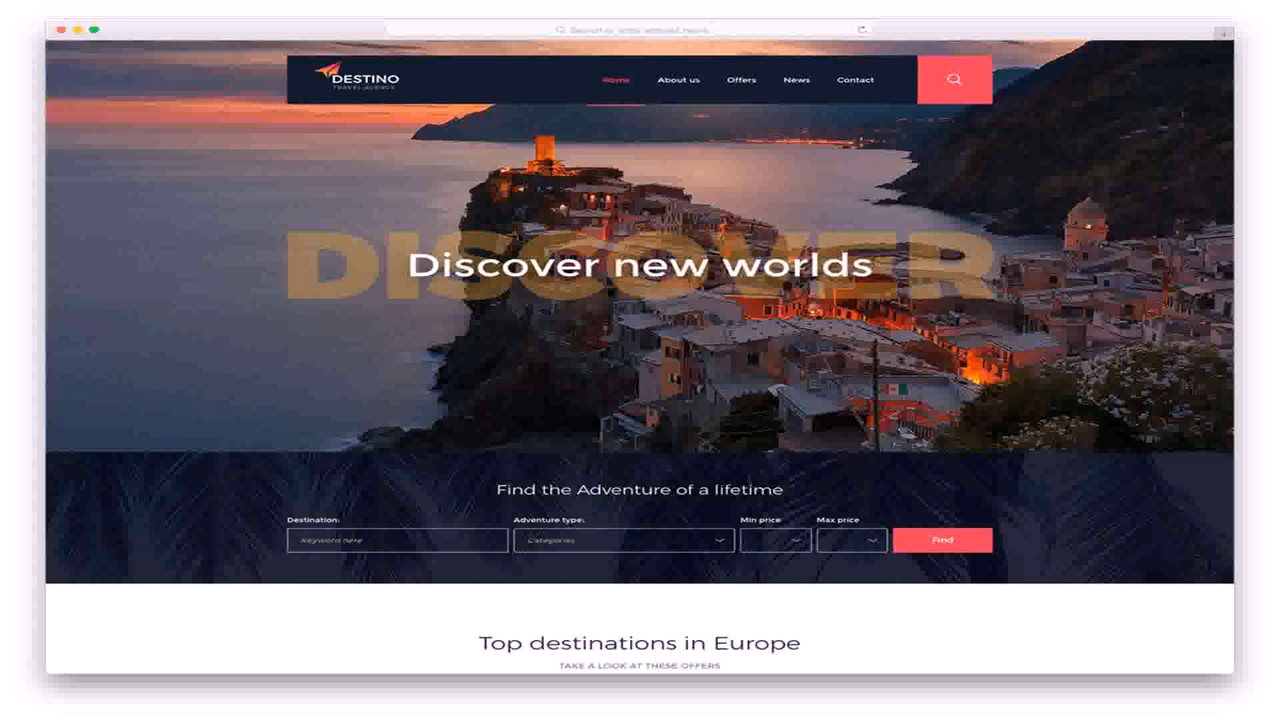 DESTINO
TRAVEL AGENCY
Home About us Offers News Contact
DISCOVER
Discover new worlds
Find the Adventure of a lifetime
Destination: Adventure type: Min price Max price
Keyword here Categories Find
Top destinations in Europe
TAKE A LOOK AT THESE OFFERS